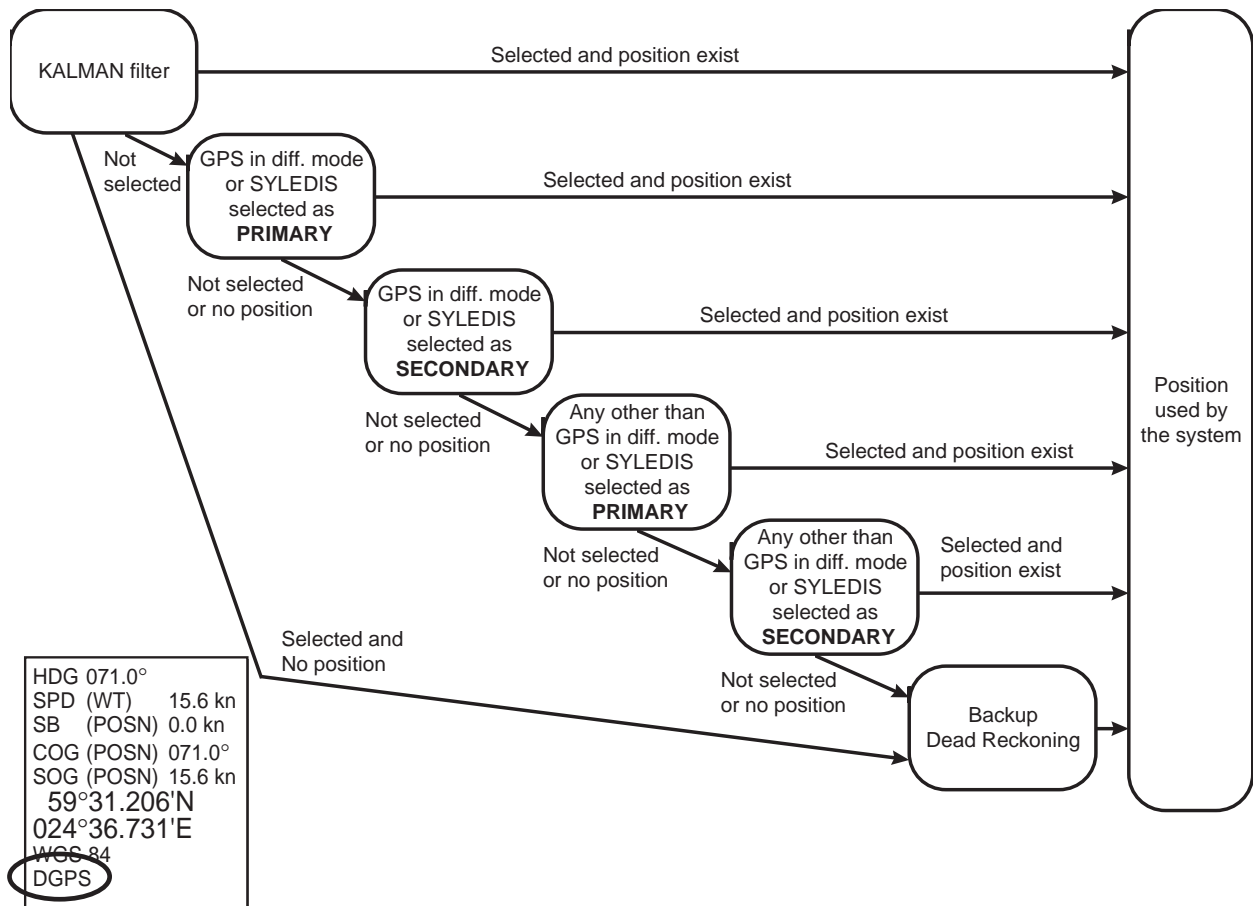 KALMAN filter
Selected and position exist
Not
selected
GPS in diff. mode
or SYLEDIS
selected as
PRIMARY
Selected and position exist
Not selected
or no position
GPS in diff. mode
or SYLEDIS
selected as
SECONDARY
Selected and position exist
Not selected
or no position
Any other than
GPS in diff. mode
or SYLEDIS
selected as
PRIMARY
Selected and position exist
Position
used by
the system
Not selected
or no position
Any other than
GPS in diff. mode
or SYLEDIS
selected as
SECONDARY
Selected and
position exist
Selected and
No position
Not selected
or no position
Backup
Dead Reckoning
HDG 071.0°
SPD (WT) 15.6 kn
SB (POSN) 0.0 kn
COG (POSN) 071.0°
SOG (POSN) 15.6 kn
59°31.206'N
024°36.731'E
WGS 84
DGPS